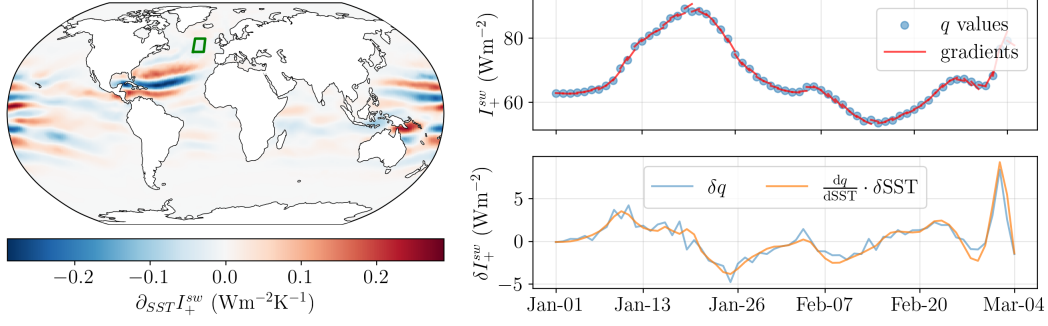 −0.2 −0.1 0.0 0.1 0.2
∂_{SST} I_+^{sw} (Wm^{−2}K^{−1})
I_+^{sw} (Wm^{−2})
80
60
q values
gradients
δI_+^{sw} (Wm^{−2})
5
0
−5
δq
dq/dSST · δSST
Jan-01 Jan-13 Jan-26 Feb-07 Feb-20 Mar-04